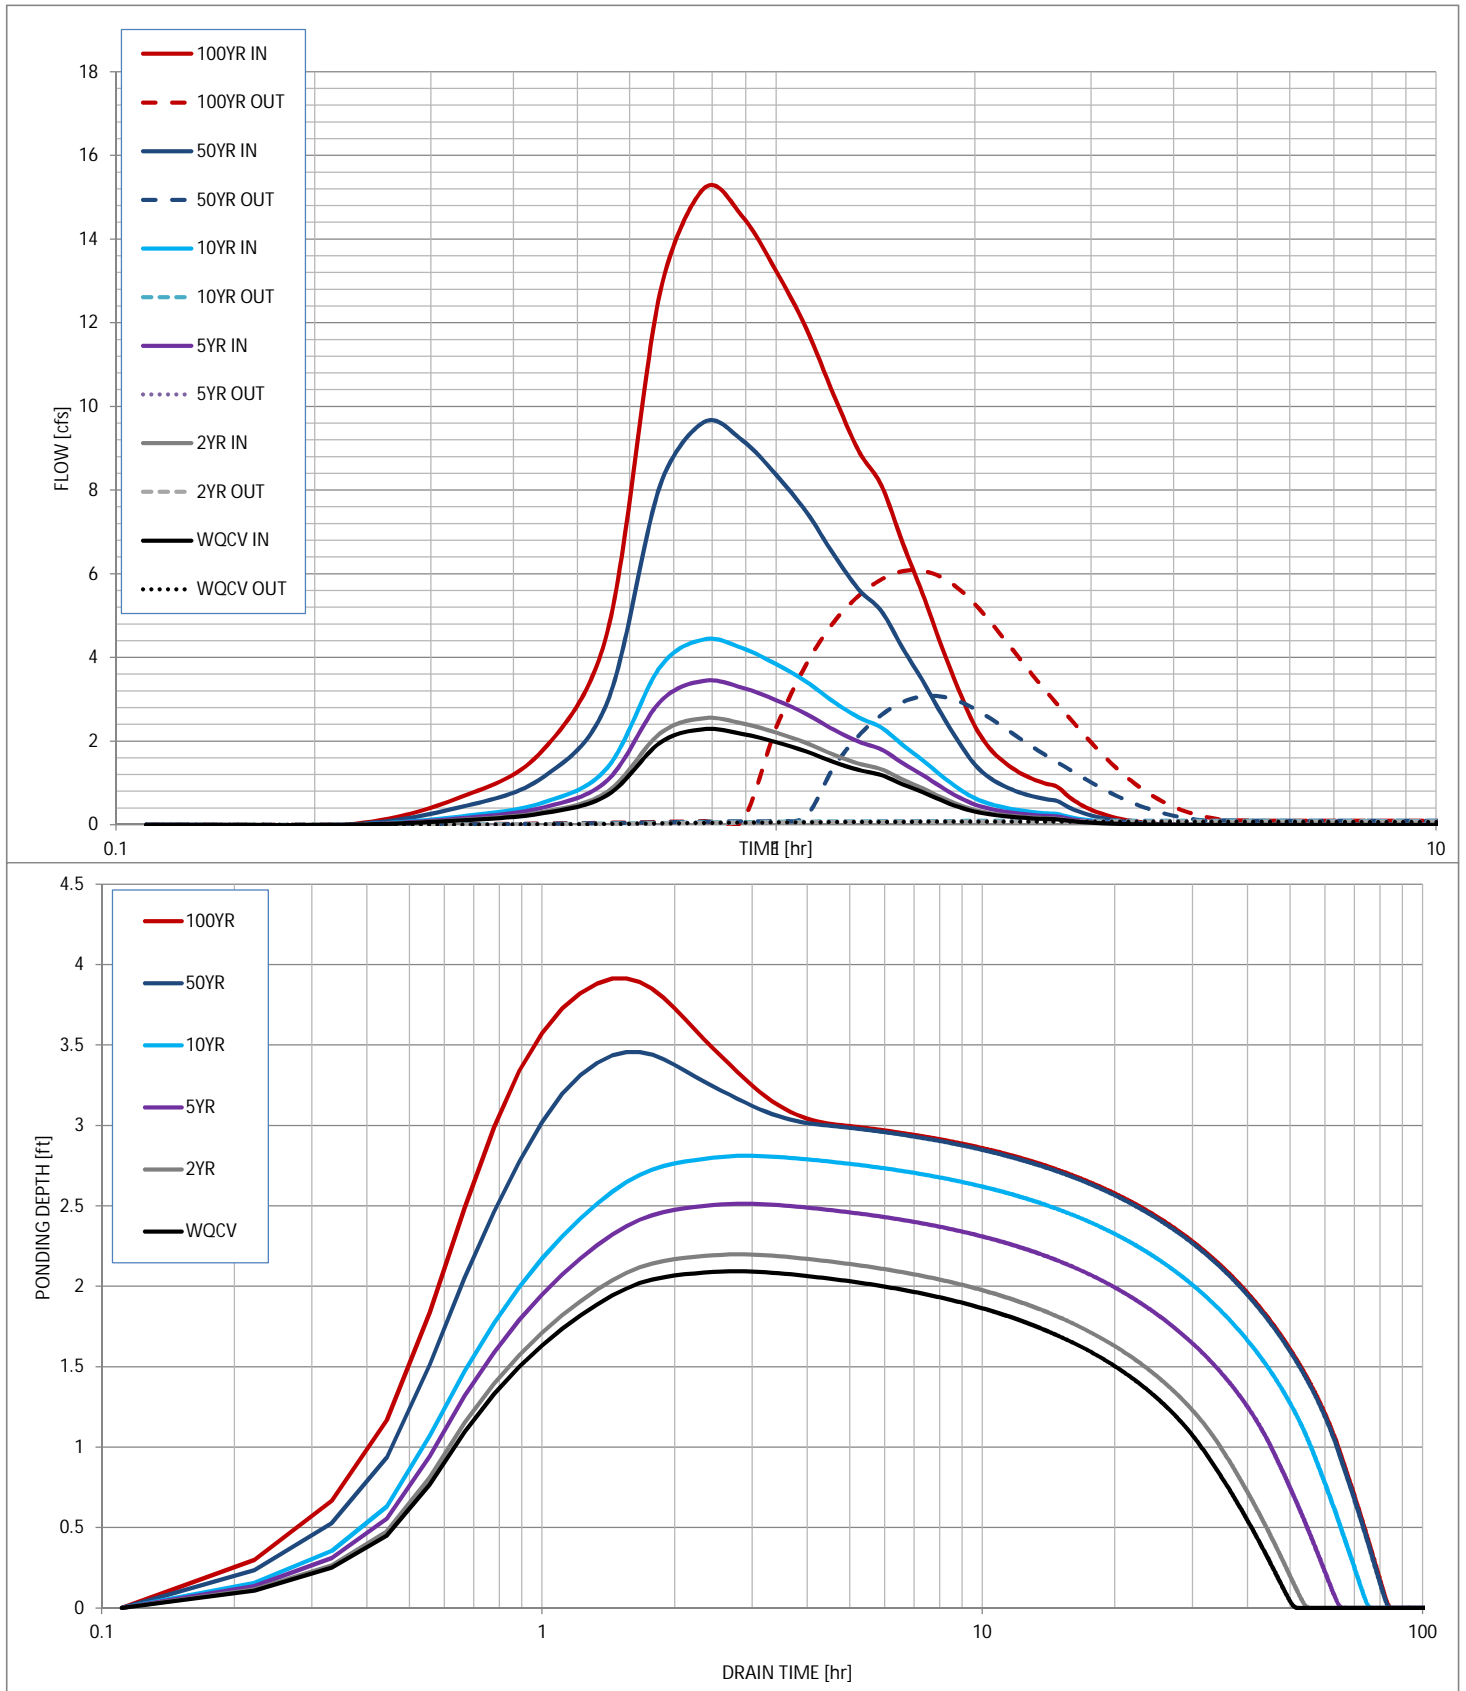 100YR IN
100YR OUT
50YR IN
50YR OUT
10YR IN
10YR OUT
5YR IN
5YR OUT
2YR IN
2YR OUT
WQCV IN
WQCV OUT
18
16
14
12
10
8
6
4
2
0
FLOW [cfs]
0.1
1
10
TIME [hr]
100YR
50YR
10YR
5YR
2YR
WQCV
4.5
4
3.5
3
2.5
2
1.5
1
0.5
0
PONDING DEPTH [ft]
0.1
1
10
100
DRAIN TIME [hr]